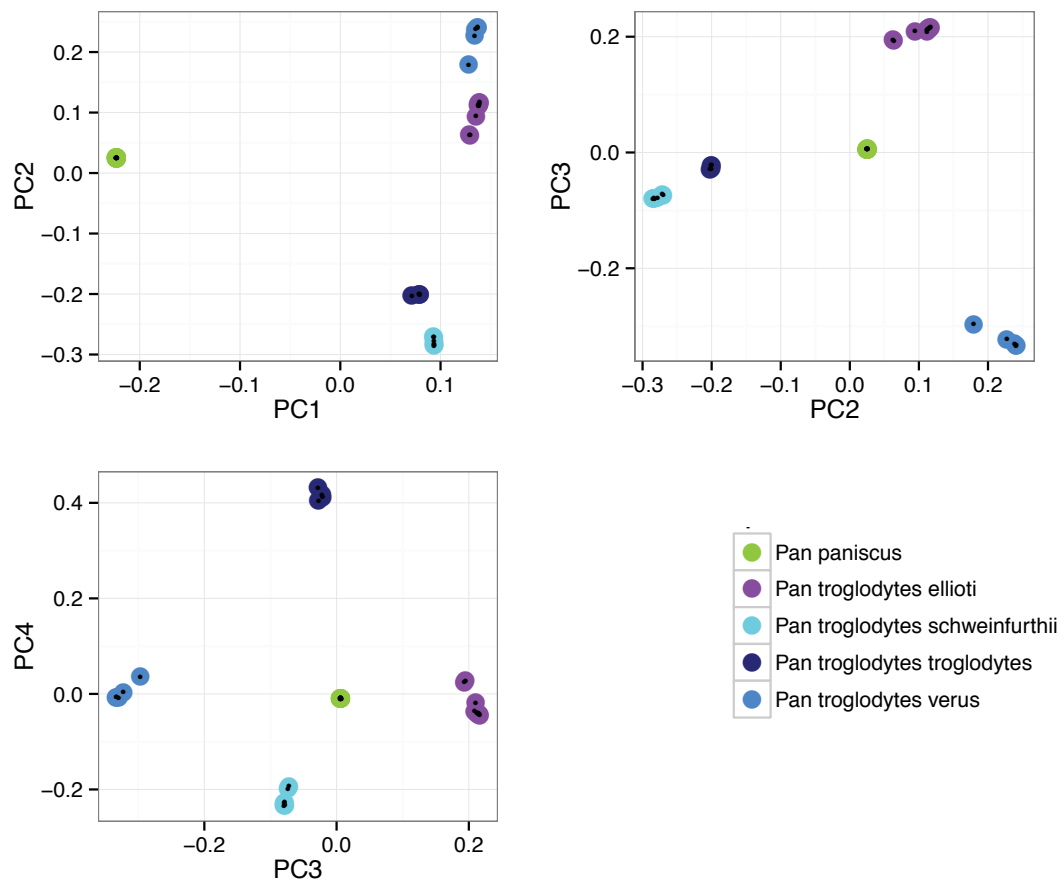 0.2
0.1
0.0
−0.1
−0.2
−0.3
PC2
−0.2
−0.1
0.0
0.1
PC1
0.2
0.0
−0.2
PC3
−0.3
−0.2
−0.1
0.0
0.1
0.2
PC2
0.4
0.2
0.0
−0.2
PC4
−0.2
0.0
0.2
PC3
Pan paniscus
Pan troglodytes ellioti
Pan troglodytes schweinfurthii
Pan troglodytes troglodytes
Pan troglodytes verus